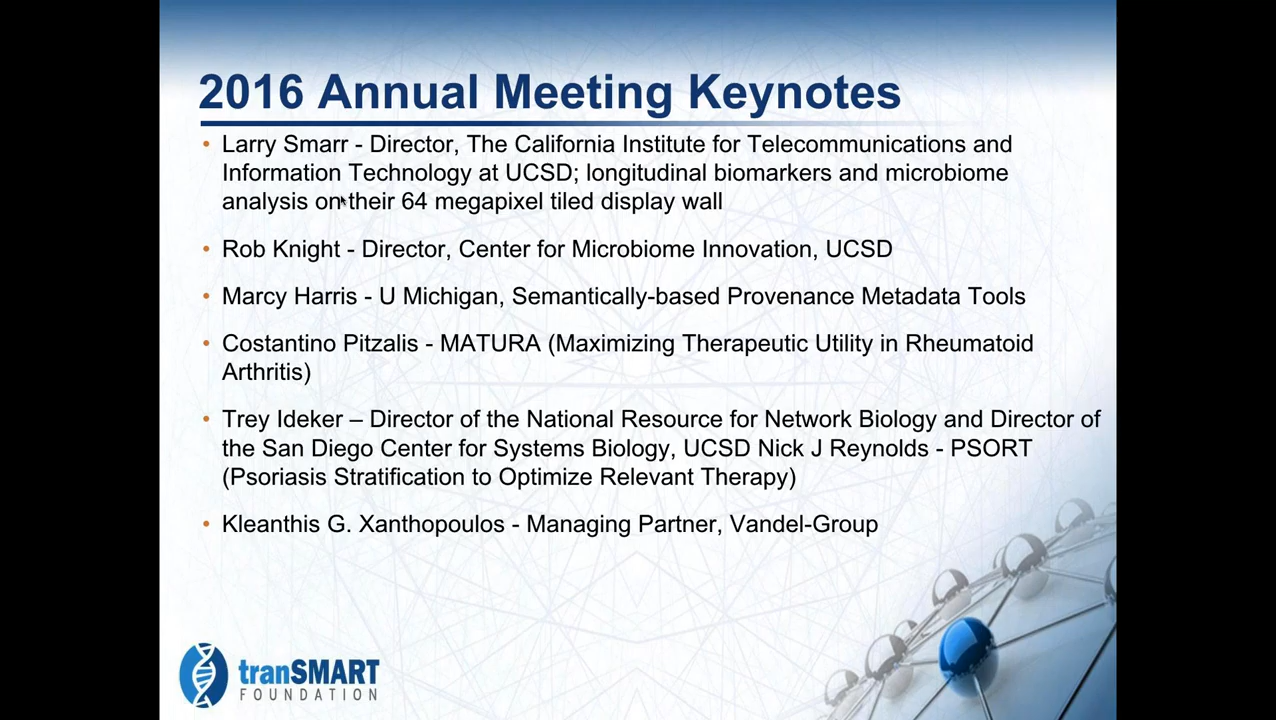 2016 Annual Meeting Keynotes
• Larry Smarr - Director, The California Institute for Telecommunications and
Information Technology at UCSD; longitudinal biomarkers and microbiome
analysis on their 64 megapixel tiled display wall
• Rob Knight - Director, Center for Microbiome Innovation, UCSD
• Marcy Harris - U Michigan, Semantically-based Provenance Metadata Tools
• Costantino Pitzalis - MATURA (Maximizing Therapeutic Utility in Rheumatoid
Arthritis)
• Trey Ideker – Director of the National Resource for Network Biology and Director of
the San Diego Center for Systems Biology, UCSD Nick J Reynolds - PSORT
(Psoriasis Stratification to Optimize Relevant Therapy)
• Kleanthis G. Xanthopoulos - Managing Partner, Vandel-Group
tranSMART
FOUNDATION